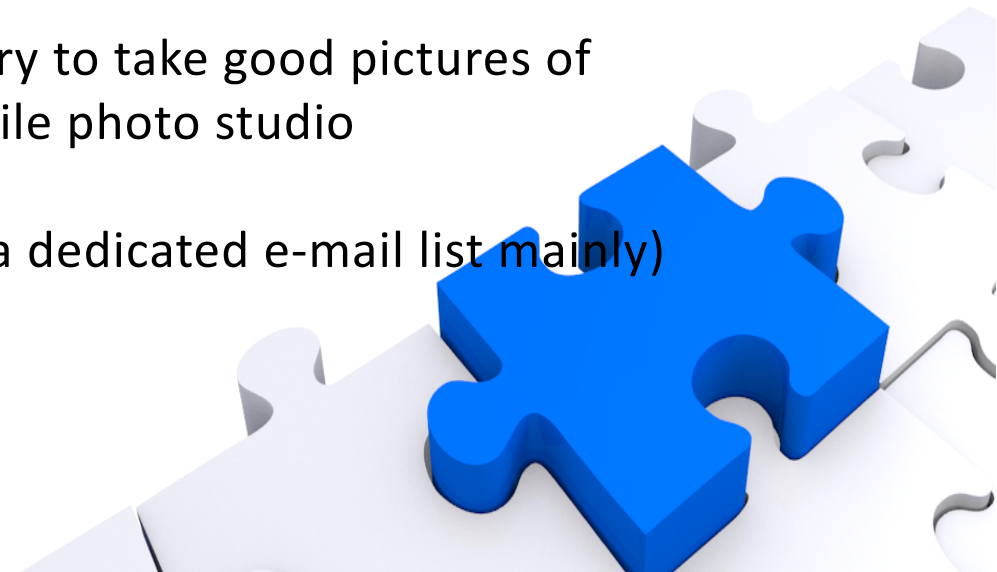 ry to take good pictures of
ile photo studio
a dedicated e-mail list mainly)